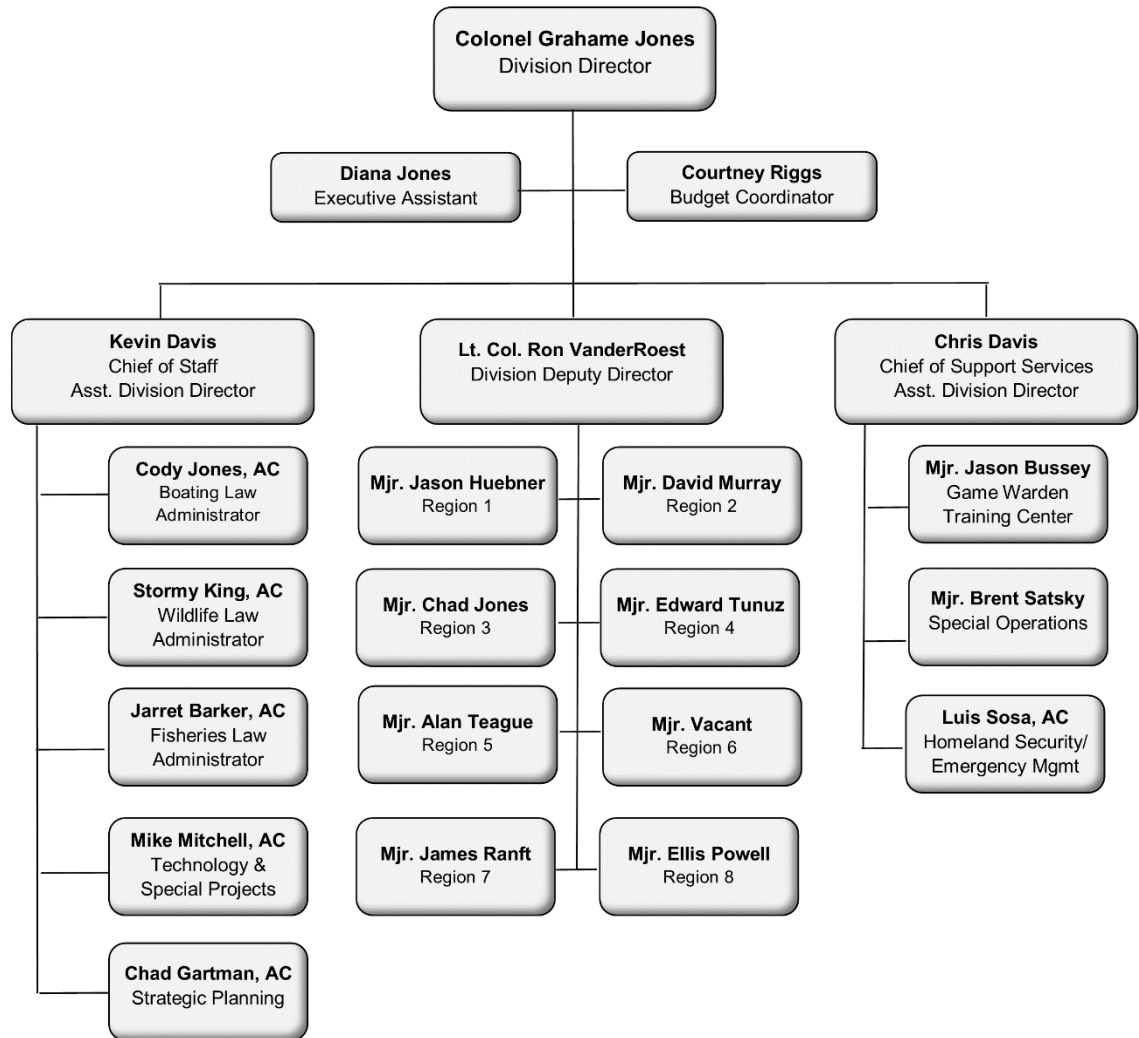 Colonel Grahame Jones
Division Director
Diana Jones
Executive Assistant
Courtney Riggs
Budget Coordinator
Kevin Davis
Chief of Staff
Asst. Division Director
Lt. Col. Ron VanderRoest
Division Deputy Director
Chris Davis
Chief of Support Services
Asst. Division Director
Cody Jones, AC
Boating Law
Administrator
Stormy King, AC
Wildlife Law
Administrator
Jarret Barker, AC
Fisheries Law
Administrator
Mike Mitchell, AC
Technology &
Special Projects
Chad Gartman, AC
Strategic Planning
Mjr. Jason Huebner
Region 1
Mjr. David Murray
Region 2
Mjr. Chad Jones
Region 3
Mjr. Edward Tunuz
Region 4
Mjr. Alan Teague
Region 5
Mjr. Vacant
Region 6
Mjr. James Ranft
Region 7
Mjr. Ellis Powell
Region 8
Mjr. Jason Bussey
Game Warden
Training Center
Mjr. Brent Satsky
Special Operations
Luis Sosa, AC
Homeland Security/
Emergency Mgmt